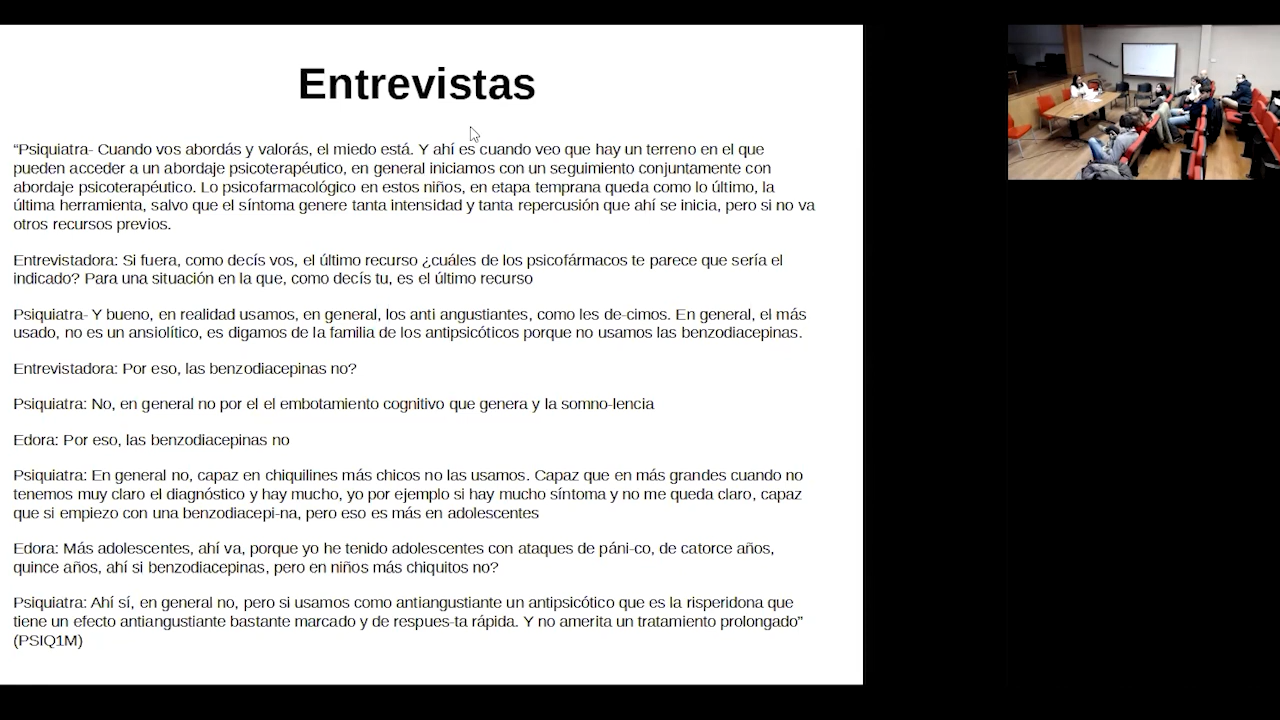 Entrevistas
“Psiquiatra- Cuando vos abordás y valorás, el miedo está. Y ahí es cuando veo que hay un terreno en el que
pueden acceder a un abordaje psicoterapéutico, en general iniciamos con un seguimiento conjuntamente con
abordaje psicoterapéutico. Lo psicofarmacológico en estos niños, en etapa temprana queda como lo último, la
última herramienta, salvo que el síntoma genere tanta intensidad y tanta repercusión que ahí se inicia, pero si no va
otros recursos previos.
Entrevistadora: Si fuera, como decís vos, el último recurso ¿cuáles de los psicofármacos te parece que sería el
indicado? Para una situación en la que, como decís tu, es el último recurso
Psiquiatra- Y bueno, en realidad usamos, en general, los anti angustiantes, como les de-cimos. En general, el más
usado, no es un ansiolítico, es digamos de la familia de los antipsicóticos porque no usamos las benzodiacepinas.
Entrevistadora: Por eso, las benzodiacepinas no?
Psiquiatra: No, en general no por el el embotamiento cognitivo que genera y la somno-lencia
Edora: Por eso, las benzodiacepinas no
Psiquiatra: En general no, capaz en chiquilines más chicos no las usamos. Capaz que en más grandes cuando no
tenemos muy claro el diagnóstico y hay mucho, yo por ejemplo si hay mucho síntoma y no me queda claro, capaz
que si empiezo con una benzodiacepi-na, pero eso es más en adolescentes
Edora: Más adolescentes, ahí va, porque yo he tenido adolescentes con ataques de páni-co, de catorce años,
quince años, ahí si benzodiacepinas, pero en niños más chiquitos no?
Psiquiatra: Ahí sí, en general no, pero si usamos como antiangustiante un antipsicótico que es la risperidona que
tiene un efecto antiangustiante bastante marcado y de respues-ta rápida. Y no amerita un tratamiento prolongado”
(PSIQ1M)